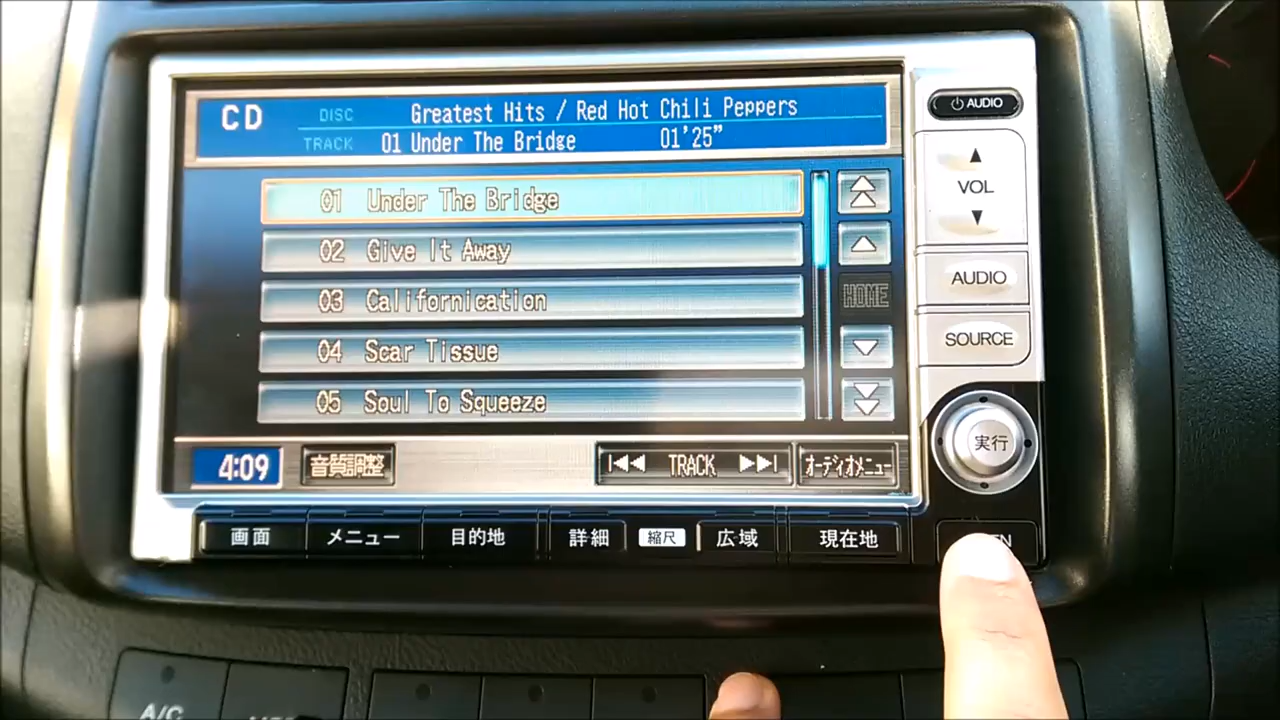 CD
DISC Greatest Hits / Red Hot Chili Peppers
TRACK 01 Under The Bridge 01'25"
01 Under The Bridge
02 Give It Away
03 Californication
04 Scar Tissue
05 Soul To Squeeze
HOME
4:09 音質調整 TRACK オーディオメニュー
画面 メニュー 目的地 詳細 縮尺 広域 現在地
AUDIO
VOL
AUDIO
SOURCE
実行
A/C